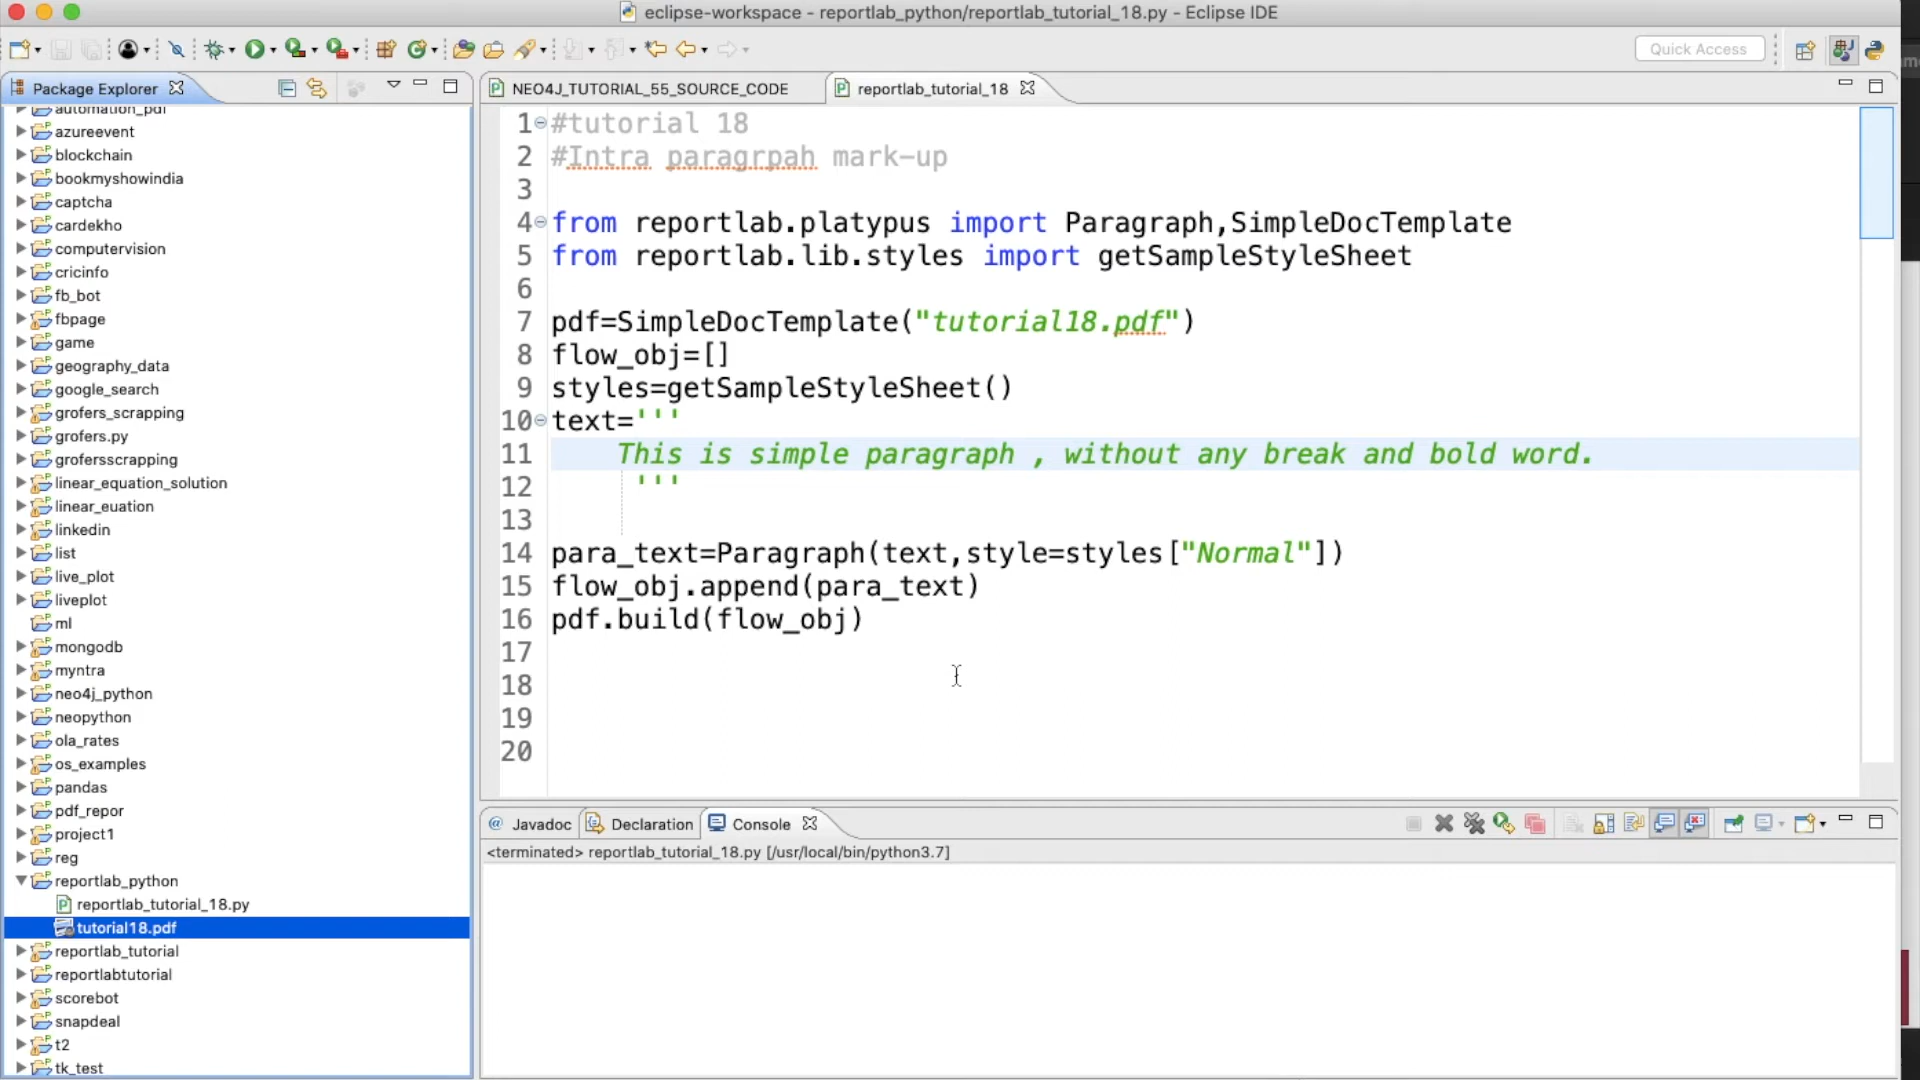 eclipse-workspace - reportlab_python/reportlab_tutorial_18.py - Eclipse IDE
Quick Access
Package Explorer
NEO4J_TUTORIAL_55_SOURCE_CODE
reportlab_tutorial_18
automation_pdf
azureevent
blockchain
bookmyshowindia
captcha
cardekho
computervision
cricinfo
fb_bot
fbpage
game
geography_data
google_search
grofers_scrapping
grofers.py
grofersscrapping
linear_equation_solution
linear_euation
linkedin
list
live_plot
liveplot
ml
mongodb
myntra
neo4j_python
neopython
ola_rates
os_examples
pandas
pdf_repor
project1
reg
reportlab_python
reportlab_tutorial_18.py
tutorial18.pdf
reportlab_tutorial
reportlabtutorial
scorebot
snapdeal
t2
tk_test
1 #tutorial 18
2 #Intra paragrpah mark-up
3
4 from reportlab.platypus import Paragraph,SimpleDocTemplate
5 from reportlab.lib.styles import getSampleStyleSheet
6
7 pdf=SimpleDocTemplate("tutorial18.pdf")
8 flow_obj=[]
9 styles=getSampleStyleSheet()
10 text='''
11 This is simple paragraph , without any break and bold word.
12 '''
13
14 para_text=Paragraph(text,style=styles["Normal"])
15 flow_obj.append(para_text)
16 pdf.build(flow_obj)
17
18
19
20
@ Javadoc
Declaration
Console
<terminated> reportlab_tutorial_18.py [/usr/local/bin/python3.7]